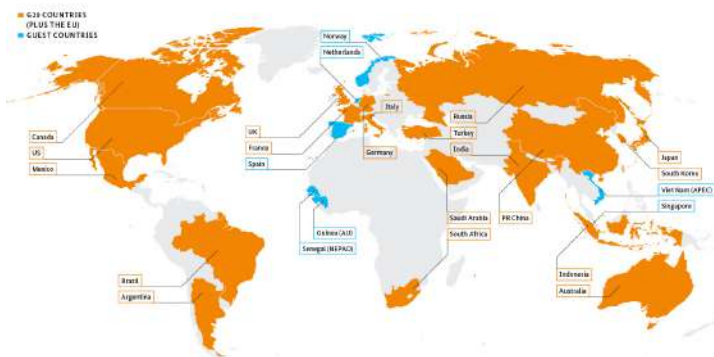 G20 COUNTRIES
(PLUS THE EU)
GUEST COUNTRIES
Norway
Netherlands
Italy
Canada
US
Mexico
UK
France
Spain
Germany
Russia
Turkey
India
Japan
South Korea
Viet Nam (APEC)
Singapore
Guinea (AU)
Senegal (NEPAD)
Saudi Arabia
South Africa
PR China
Brazil
Argentina
Indonesia
Australia